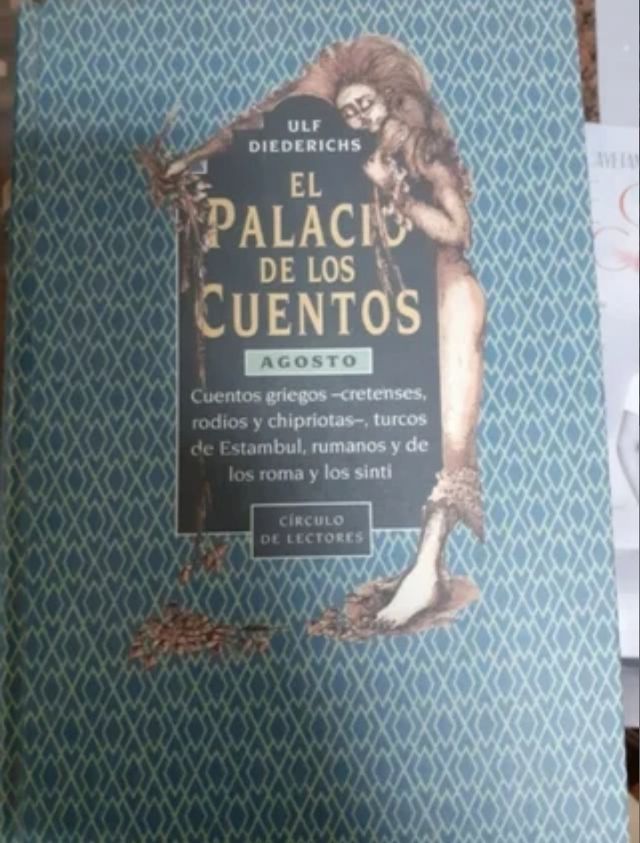 ULF
DIEDERICHS
EL
PALACIO
DE LOS
CUENTOS
AGOSTO
Cuentos griegos –cretenses,
rodios y chipriotas–, turcos
de Estambul, rumanos y de
los roma y los sinti
CÍRCULO
DE LECTORES